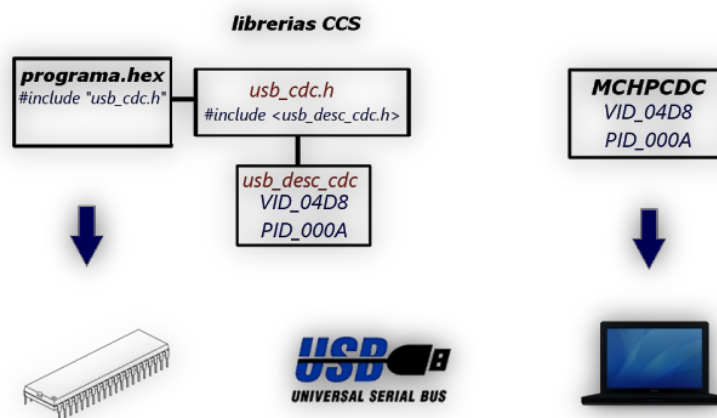 librerias CCS
programa.hex
#include "usb_cdc.h"
usb_cdc.h
#include <usb_desc_cdc.h>
usb_desc_cdc
VID_04D8
PID_000A
MCHPCDC
VID_04D8
PID_000A
USB
UNIVERSAL SERIAL BUS